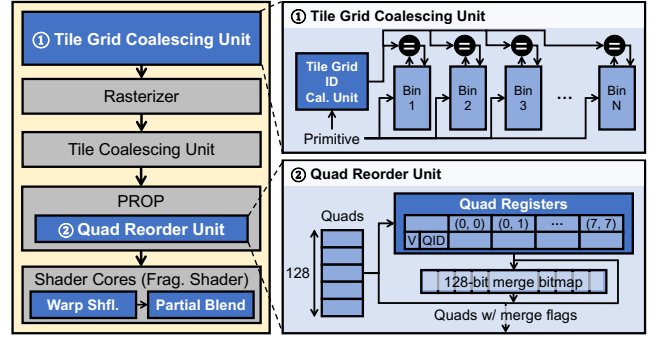 ① Tile Grid Coalescing Unit
Rasterizer
Tile Coalescing Unit
PROP
② Quad Reorder Unit
Shader Cores (Frag. Shader)
Warp Shfl.
Partial Blend
① Tile Grid Coalescing Unit
Tile Grid
ID
Cal. Unit
Primitive
=
=
=
=
Bin
1
Bin
2
Bin
3
...
Bin
N
② Quad Reorder Unit
Quads
128
Quad Registers
(0, 0) (0, 1) ... (7, 7)
V QID
128-bit merge bitmap
Quads w/ merge flags